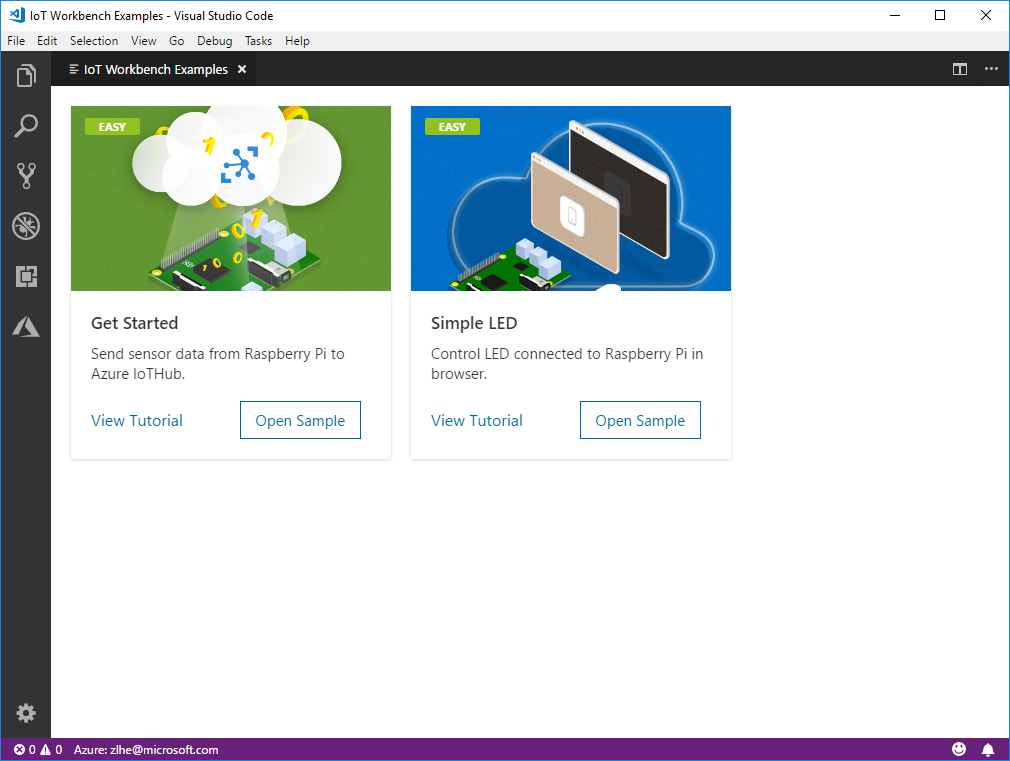 IoT Workbench Examples - Visual Studio Code
File Edit Selection View Go Debug Tasks Help
IoT Workbench Examples
EASY
Get Started
Send sensor data from Raspberry Pi to
Azure IoTHub.
View Tutorial
Open Sample
EASY
Simple LED
Control LED connected to Raspberry Pi in
browser.
View Tutorial
Open Sample
0 0 Azure: zlhe@microsoft.com